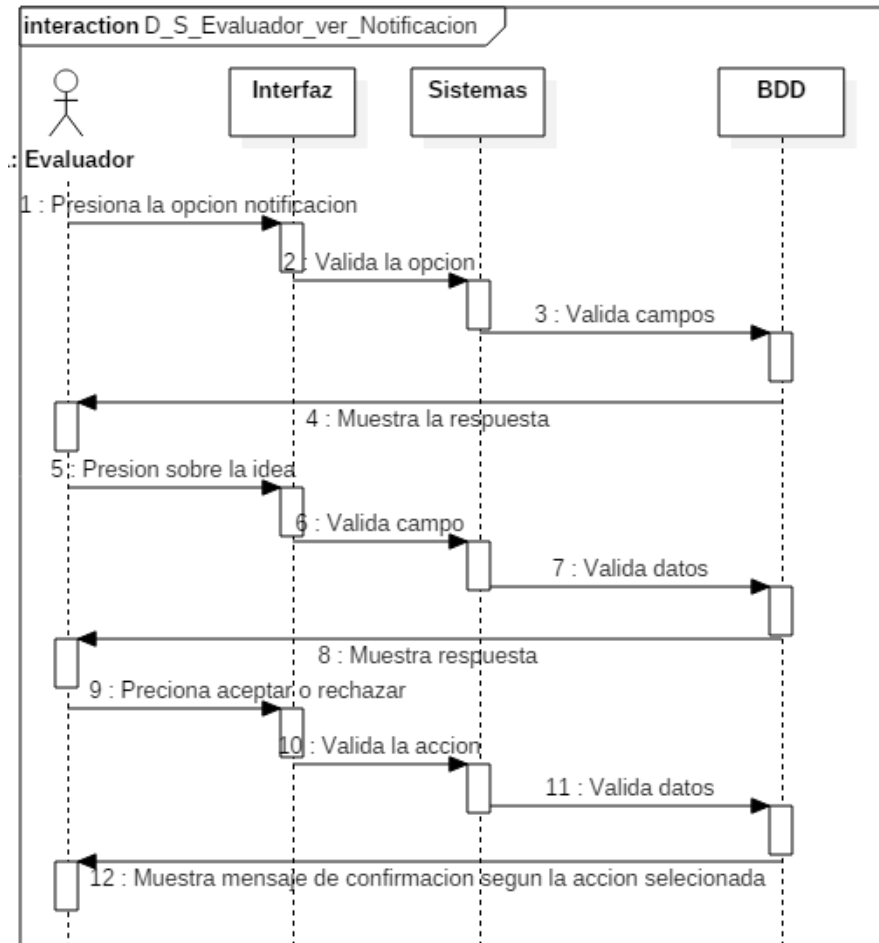 interaction D_S_Evaluador_ver_Notificacion
Interfaz
Sistemas
BDD
.: Evaluador
1 : Presiona la opcion notificacion
2 : Valida la opcion
3 : Valida campos
4 : Muestra la respuesta
5 : Presion sobre la idea
6 : Valida campo
7 : Valida datos
8 : Muestra respuesta
9 : Preciona aceptar o rechazar
10 : Valida la accion
11 : Valida datos
12 : Muestra mensaje de confirmacion segun la accion selecionada